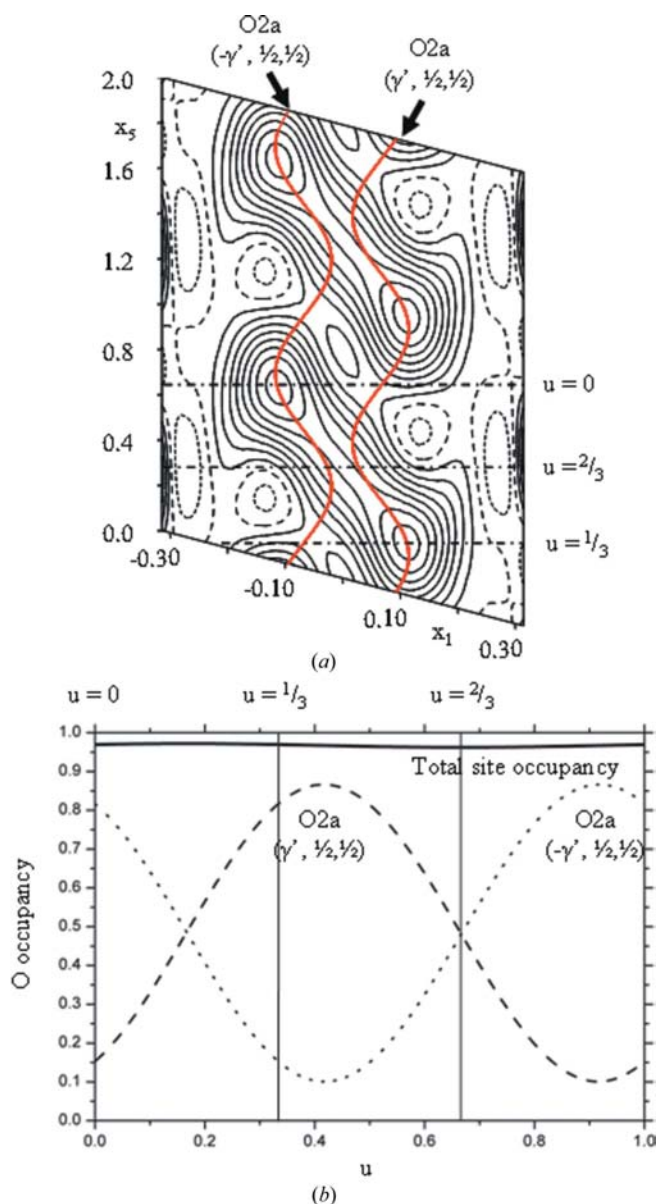 O2a
(-γ', ½,½)
O2a
(γ', ½,½)
2.0
x₅
1.6
1.2
0.8
u = 0
0.4
u = ²/₃
0.0
u = ¹/₃
-0.30
-0.10
0.10
x₁
0.30
(a)
u = 0
u = ¹/₃
u = ²/₃
1.0
0.9
Total site occupancy
0.8
O2a
O2a
(γ', ½,½)
(-γ', ½,½)
0.7
0.6
O occupancy
0.5
0.4
0.3
0.2
0.1
0.0
0.0
0.2
0.4
0.6
0.8
1.0
u
(b)